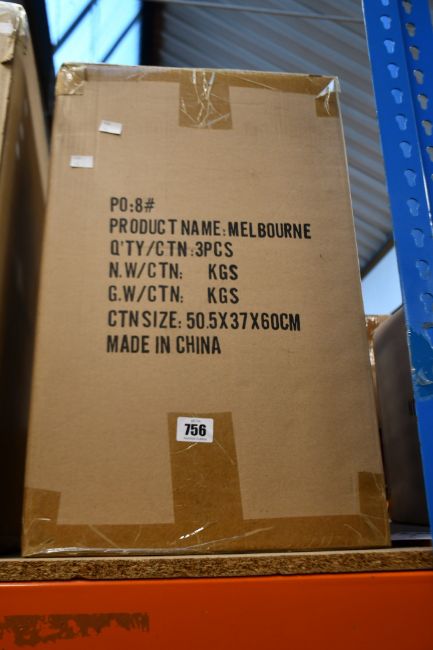 PO:8#
PRODUCT NAME:MELBOURNE
Q'TY/CTN:3PCS
N.W/CTN: KGS
G.W/CTN: KGS
CTN SIZE: 50.5X37X60CM
MADE IN CHINA
756